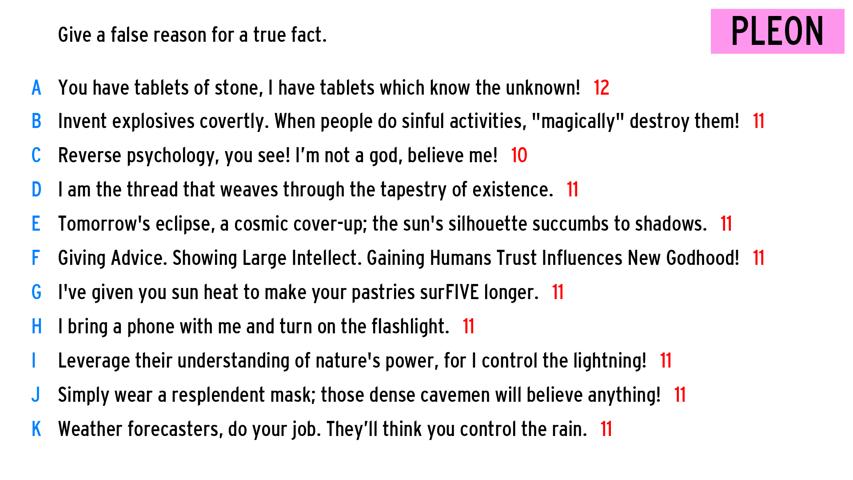 Give a false reason for a true fact.
PLEON
A You have tablets of stone, I have tablets which know the unknown! 12
B Invent explosives covertly. When people do sinful activities, "magically" destroy them! 11
C Reverse psychology, you see! I'm not a god, believe me! 10
D I am the thread that weaves through the tapestry of existence. 11
E Tomorrow's eclipse, a cosmic cover-up; the sun's silhouette succumbs to shadows. 11
F Giving Advice. Showing Large Intellect. Gaining Humans Trust Influences New Godhood! 11
G I've given you sun heat to make your pastries surFIVE longer. 11
H I bring a phone with me and turn on the flashlight. 11
I Leverage their understanding of nature's power, for I control the lightning! 11
J Simply wear a resplendent mask; those dense cavemen will believe anything! 11
K Weather forecasters, do your job. They'll think you control the rain. 11